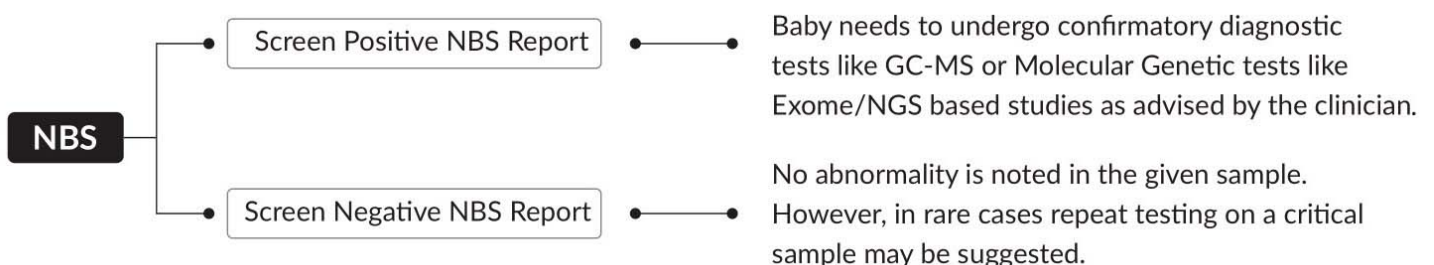 NBS
Screen Positive NBS Report
Baby needs to undergo confirmatory diagnostic
tests like GC-MS or Molecular Genetic tests like
Exome/NGS based studies as advised by the clinician.
Screen Negative NBS Report
No abnormality is noted in the given sample.
However, in rare cases repeat testing on a critical
sample may be suggested.